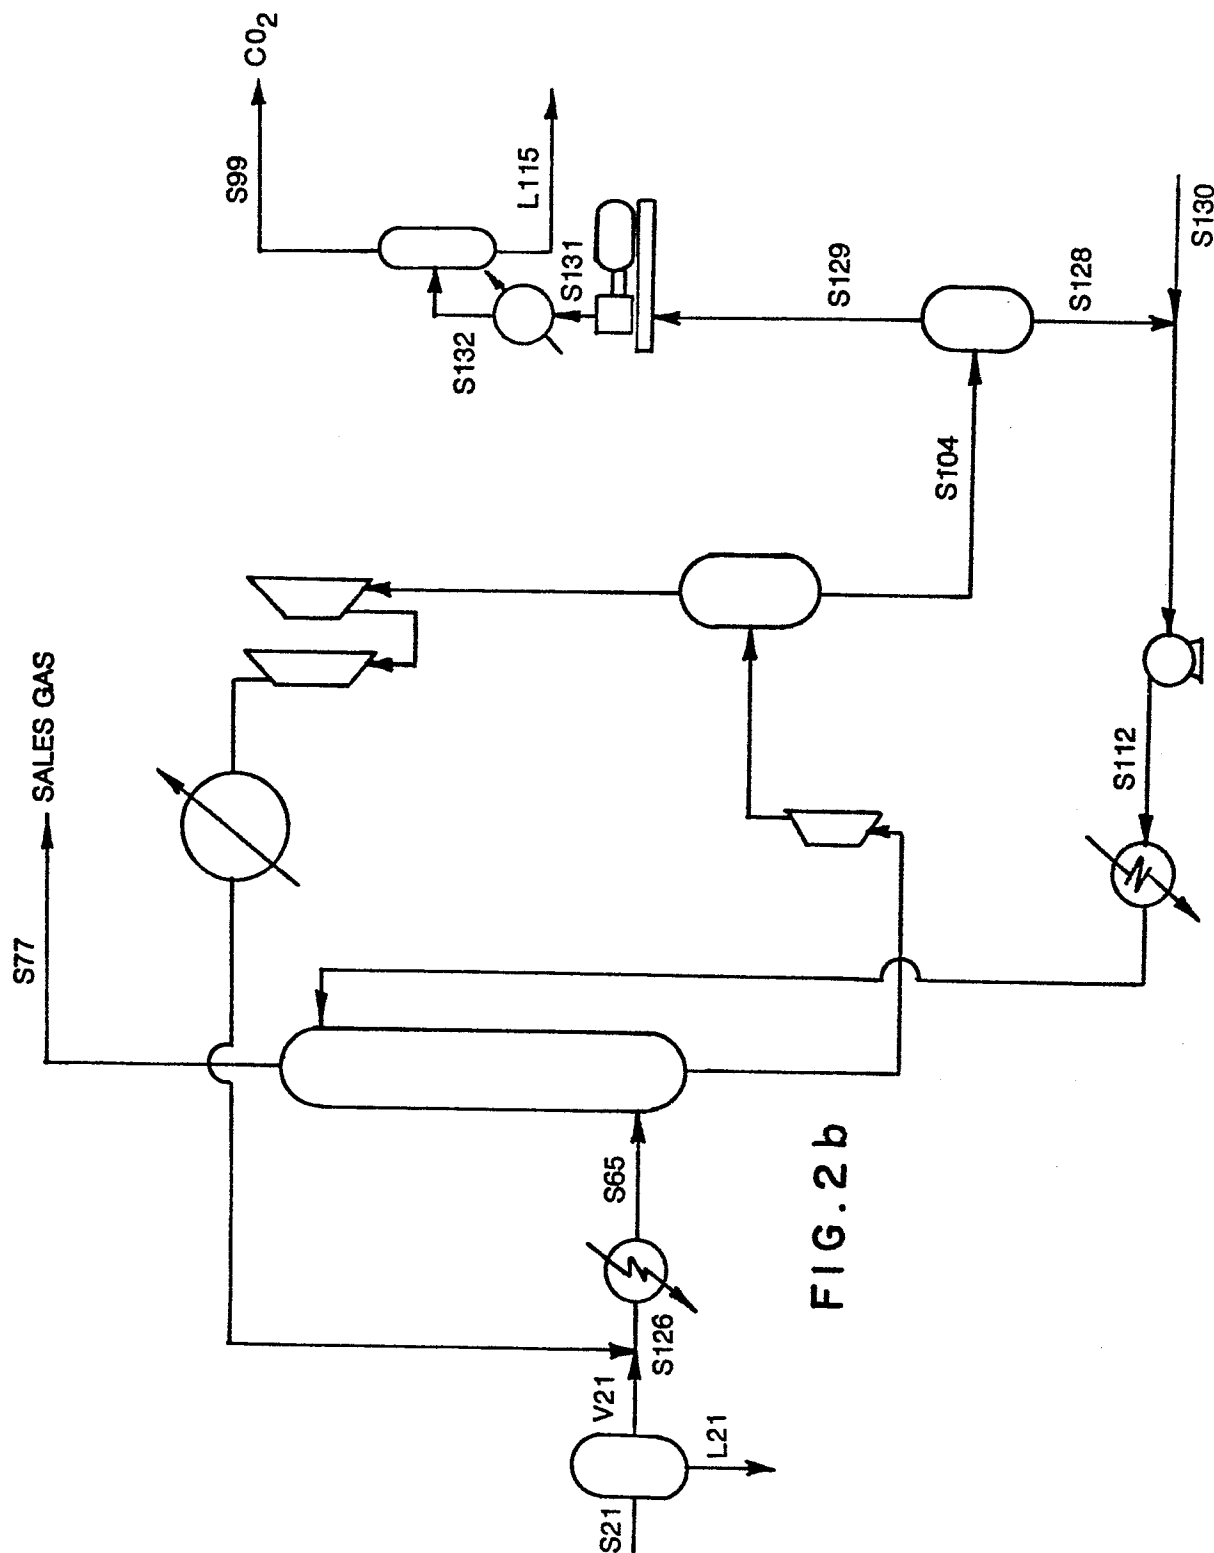 CO2
S99
L115
S131
S132
S129
S128
S130
S104
SALES GAS
S77
S112
S65
S126
V21
L21
S21
FIG. 2b